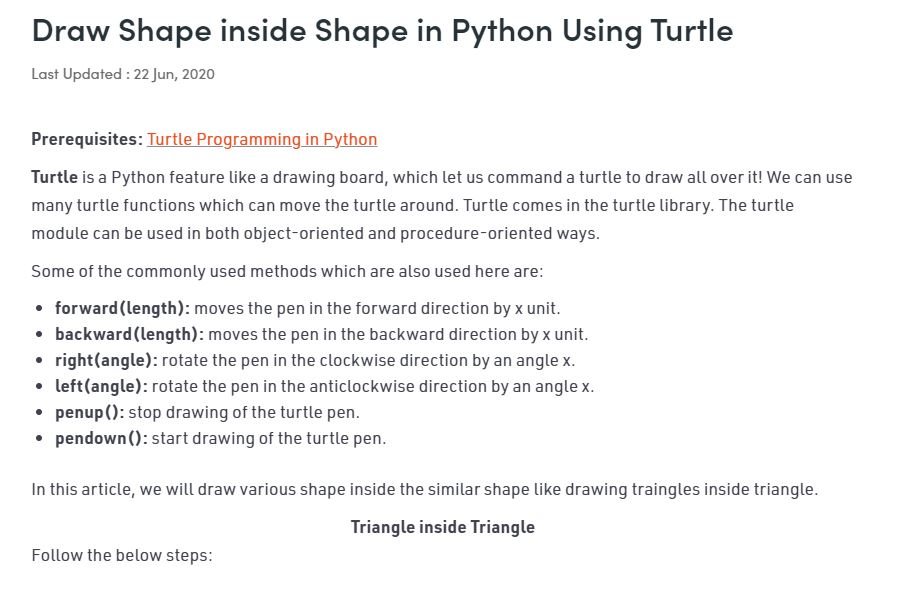 Draw Shape inside Shape in Python Using Turtle
Last Updated : 22 Jun, 2020
Prerequisites: Turtle Programming in Python
Turtle is a Python feature like a drawing board, which let us command a turtle to draw all over it! We can use
many turtle functions which can move the turtle around. Turtle comes in the turtle library. The turtle
module can be used in both object-oriented and procedure-oriented ways.
Some of the commonly used methods which are also used here are:
• forward(length): moves the pen in the forward direction by x unit.
• backward(length): moves the pen in the backward direction by x unit.
• right(angle): rotate the pen in the clockwise direction by an angle x.
• left(angle): rotate the pen in the anticlockwise direction by an angle x.
• penup(): stop drawing of the turtle pen.
• pendown(): start drawing of the turtle pen.
In this article, we will draw various shape inside the similar shape like drawing traingles inside triangle.
Triangle inside Triangle
Follow the below steps: